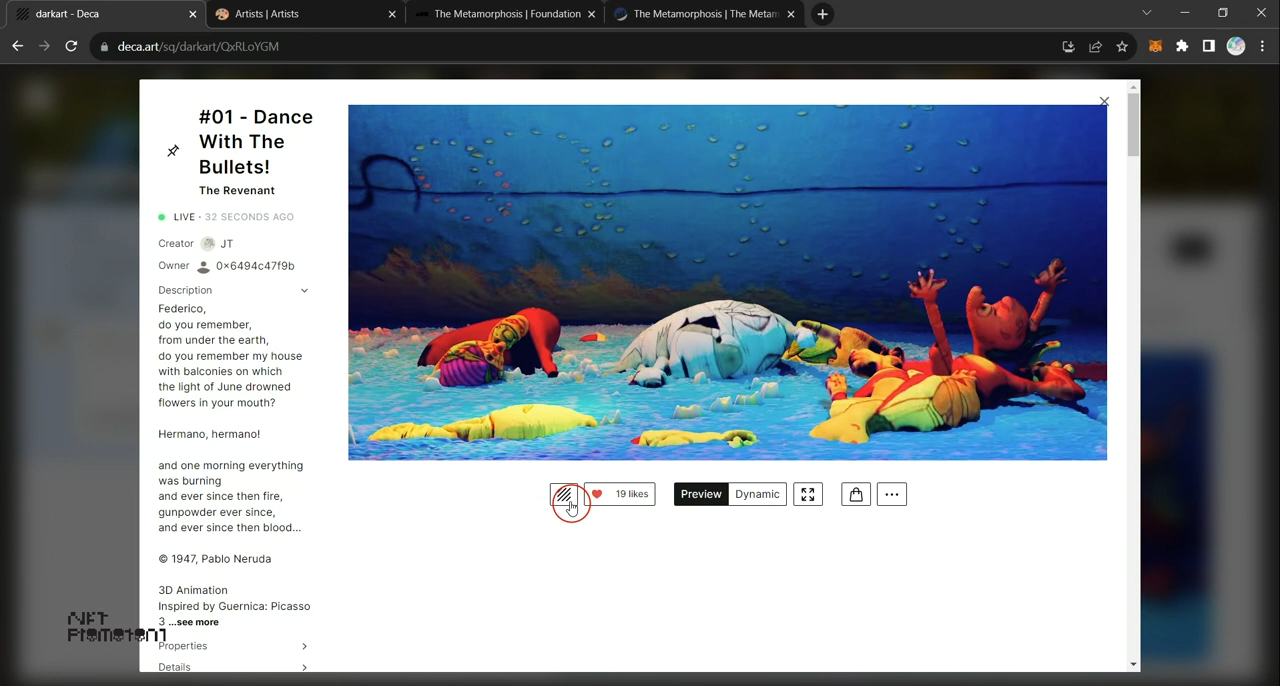 darkart - Deca
Artists | Artists
The Metamorphosis | Foundation
The Metamorphosis | The Metam
deca.art/sq/darkart/QxRLoYGM
#01 - Dance
With The
Bullets!
The Revenant
LIVE · 32 SECONDS AGO
Creator JT
Owner 0×6494c47f9b
Description
Federico,
do you remember,
from under the earth,
do you remember my house
with balconies on which
the light of June drowned
flowers in your mouth?
Hermano, hermano!
and one morning everything
was burning
and ever since then fire,
gunpowder ever since,
and ever since then blood...
© 1947, Pablo Neruda
3D Animation
Inspired by Guernica: Picasso
3 ...see more
Properties
Details
19 likes
Preview
Dynamic
NFT